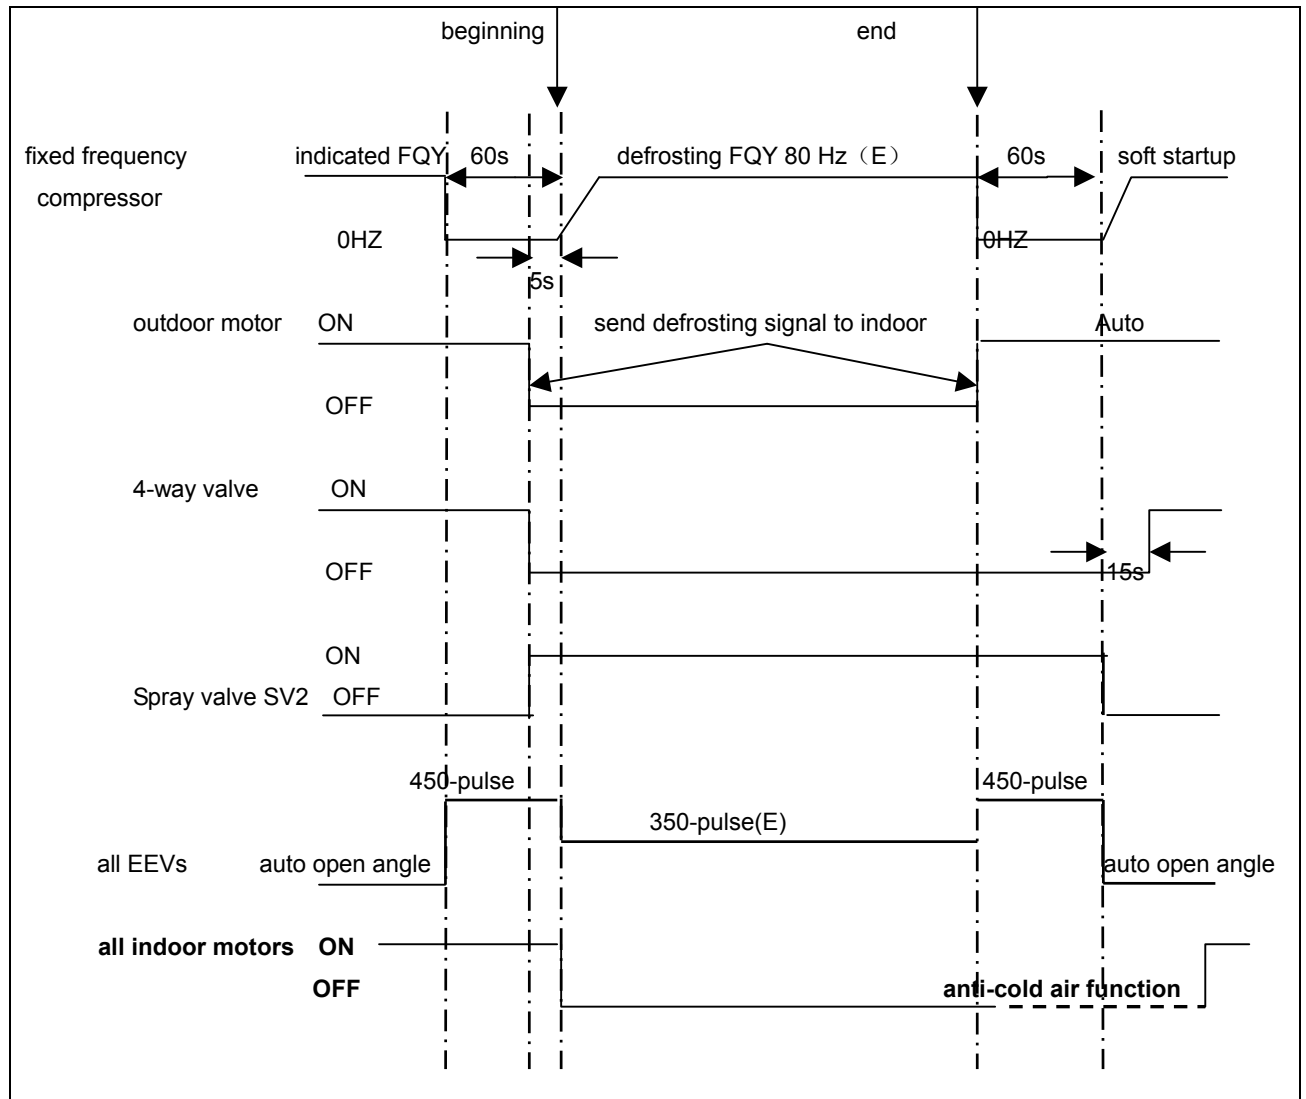 beginning end
fixed frequency compressor
indicated FQY 60s defrosting FQY 80 Hz（E） 60s soft startup
0HZ 0HZ
5s
outdoor motor ON send defrosting signal to indoor Auto
OFF
4-way valve ON
OFF 15s
ON
Spray valve SV2 OFF
450-pulse 450-pulse
350-pulse(E)
all EEVs auto open angle auto open angle
all indoor motors ON
OFF anti-cold air function